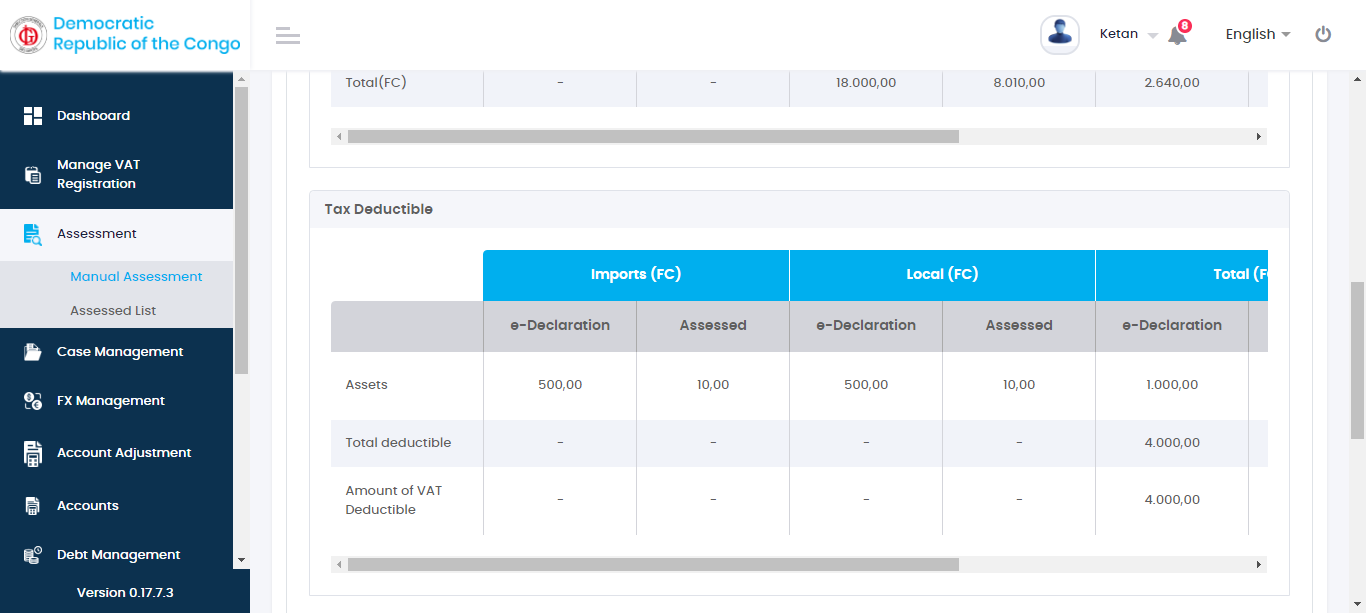 Democratic
Republic of the Congo
Ketan
8
English
Dashboard
Manage VAT
Registration
Assessment
Manual Assessment
Assessed List
Case Management
FX Management
Account Adjustment
Accounts
Debt Management
Version 0.17.7.3
Total(FC) - - 18.000,00 8.010,00 2.640,00
Tax Deductible
Imports (FC) Local (FC) Total (F
e-Declaration Assessed e-Declaration Assessed e-Declaration
Assets 500,00 10,00 500,00 10,00 1.000,00
Total deductible - - - - 4.000,00
Amount of VAT
Deductible - - - - 4.000,00